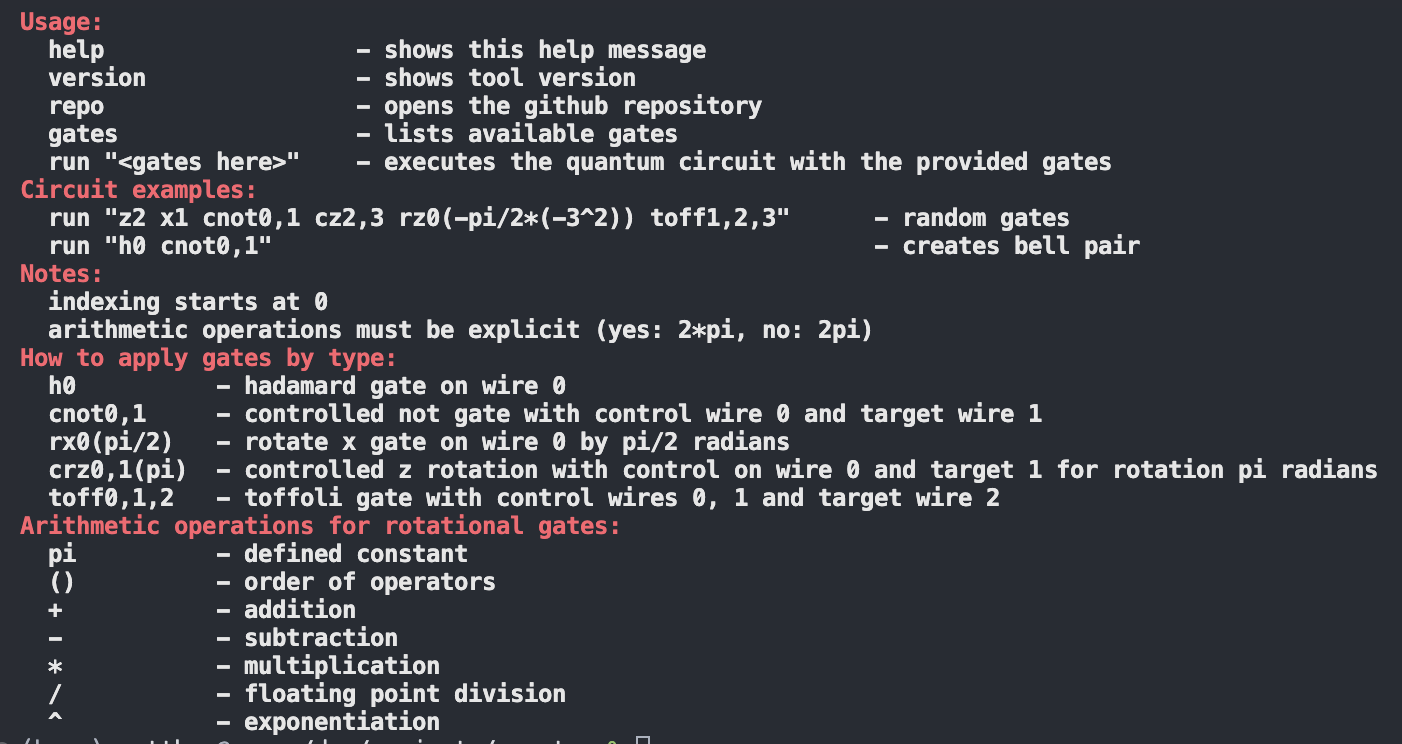 Usage:
help - shows this help message
version - shows tool version
repo - opens the github repository
gates - lists available gates
run "<gates here>" - executes the quantum circuit with the provided gates
Circuit examples:
run "z2 x1 cnot0,1 cz2,3 rz0(-pi/2*(-3^2)) toff1,2,3" - random gates
run "h0 cnot0,1" - creates bell pair
Notes:
indexing starts at 0
arithmetic operations must be explicit (yes: 2*pi, no: 2pi)
How to apply gates by type:
h0 - hadamard gate on wire 0
cnot0,1 - controlled not gate with control wire 0 and target wire 1
rx0(pi/2) - rotate x gate on wire 0 by pi/2 radians
crz0,1(pi) - controlled z rotation with control on wire 0 and target 1 for rotation pi radians
toff0,1,2 - toffoli gate with control wires 0, 1 and target wire 2
Arithmetic operations for rotational gates:
pi - defined constant
() - order of operators
+ - addition
- - subtraction
* - multiplication
/ - floating point division
^ - exponentiation